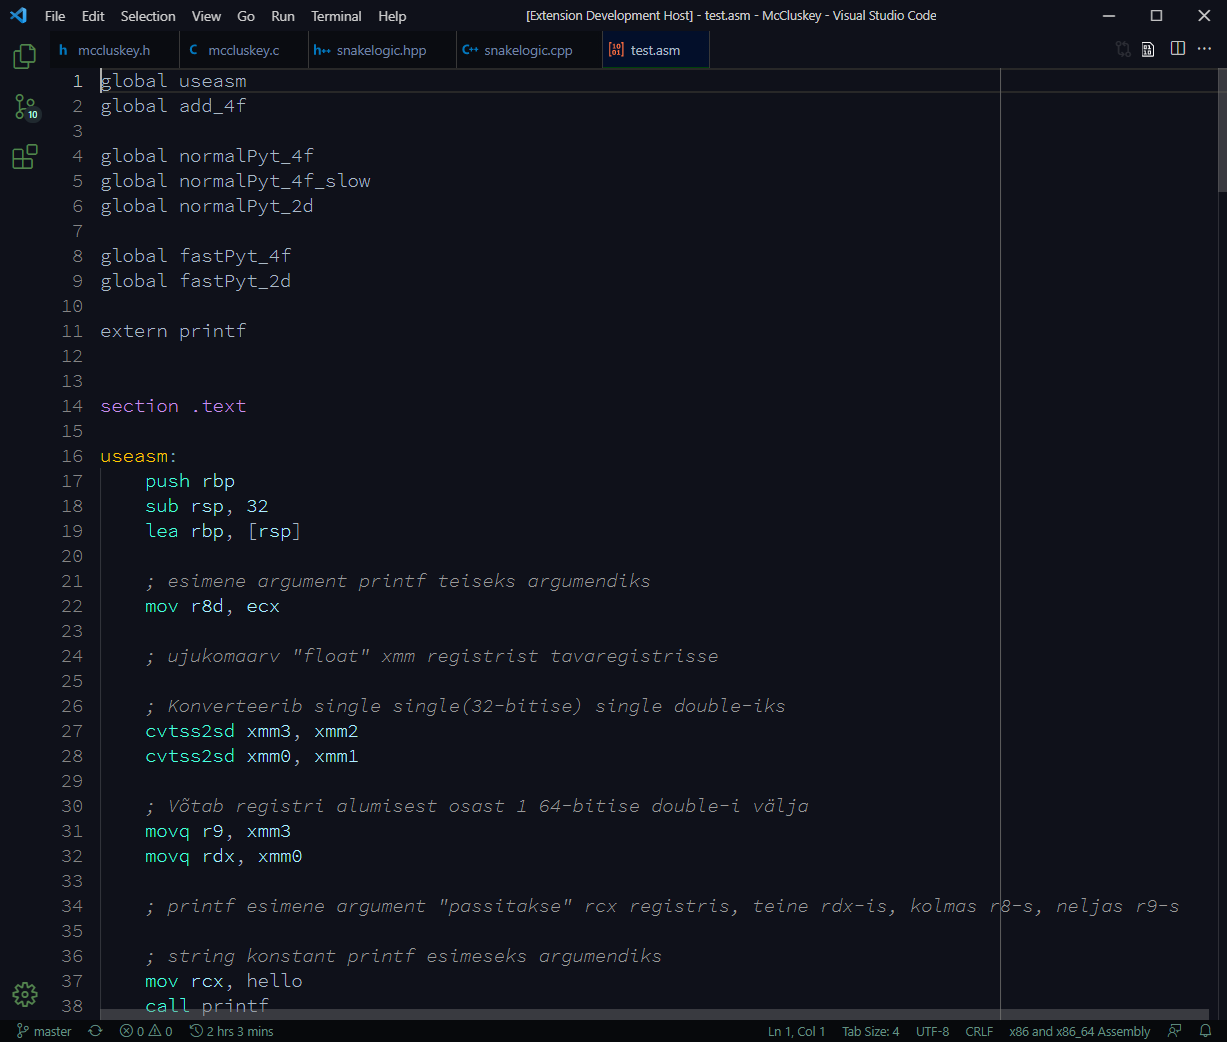 File Edit Selection View Go Run Terminal Help [Extension Development Host] - test.asm - McCluskey - Visual Studio Code
h mccluskey.h C mccluskey.c h++ snakelogic.hpp C++ snakelogic.cpp test.asm
10
1 global useasm
2 global add_4f
3
4 global normalPyt_4f
5 global normalPyt_4f_slow
6 global normalPyt_2d
7
8 global fastPyt_4f
9 global fastPyt_2d
10
11 extern printf
12
13
14 section .text
15
16 useasm:
17 push rbp
18 sub rsp, 32
19 lea rbp, [rsp]
20
21 ; esimene argument printf teiseks argumendiks
22 mov r8d, ecx
23
24 ; ujukomaarv "float" xmm registrist tavaregistrisse
25
26 ; Konverteerib single single(32-bitise) single double-iks
27 cvtss2sd xmm3, xmm2
28 cvtss2sd xmm0, xmm1
29
30 ; Võtab registri alumisest osast 1 64-bitise double-i välja
31 movq r9, xmm3
32 movq rdx, xmm0
33
34 ; printf esimene argument "passitakse" rcx registris, teine rdx-is, kolmas r8-s, neljas r9-s
35
36 ; string konstant printf esimeseks argumendiks
37 mov rcx, hello
38 call printf
master 0 0 2 hrs 3 mins Ln 1, Col 1 Tab Size: 4 UTF-8 CRLF x86 and x86_64 Assembly